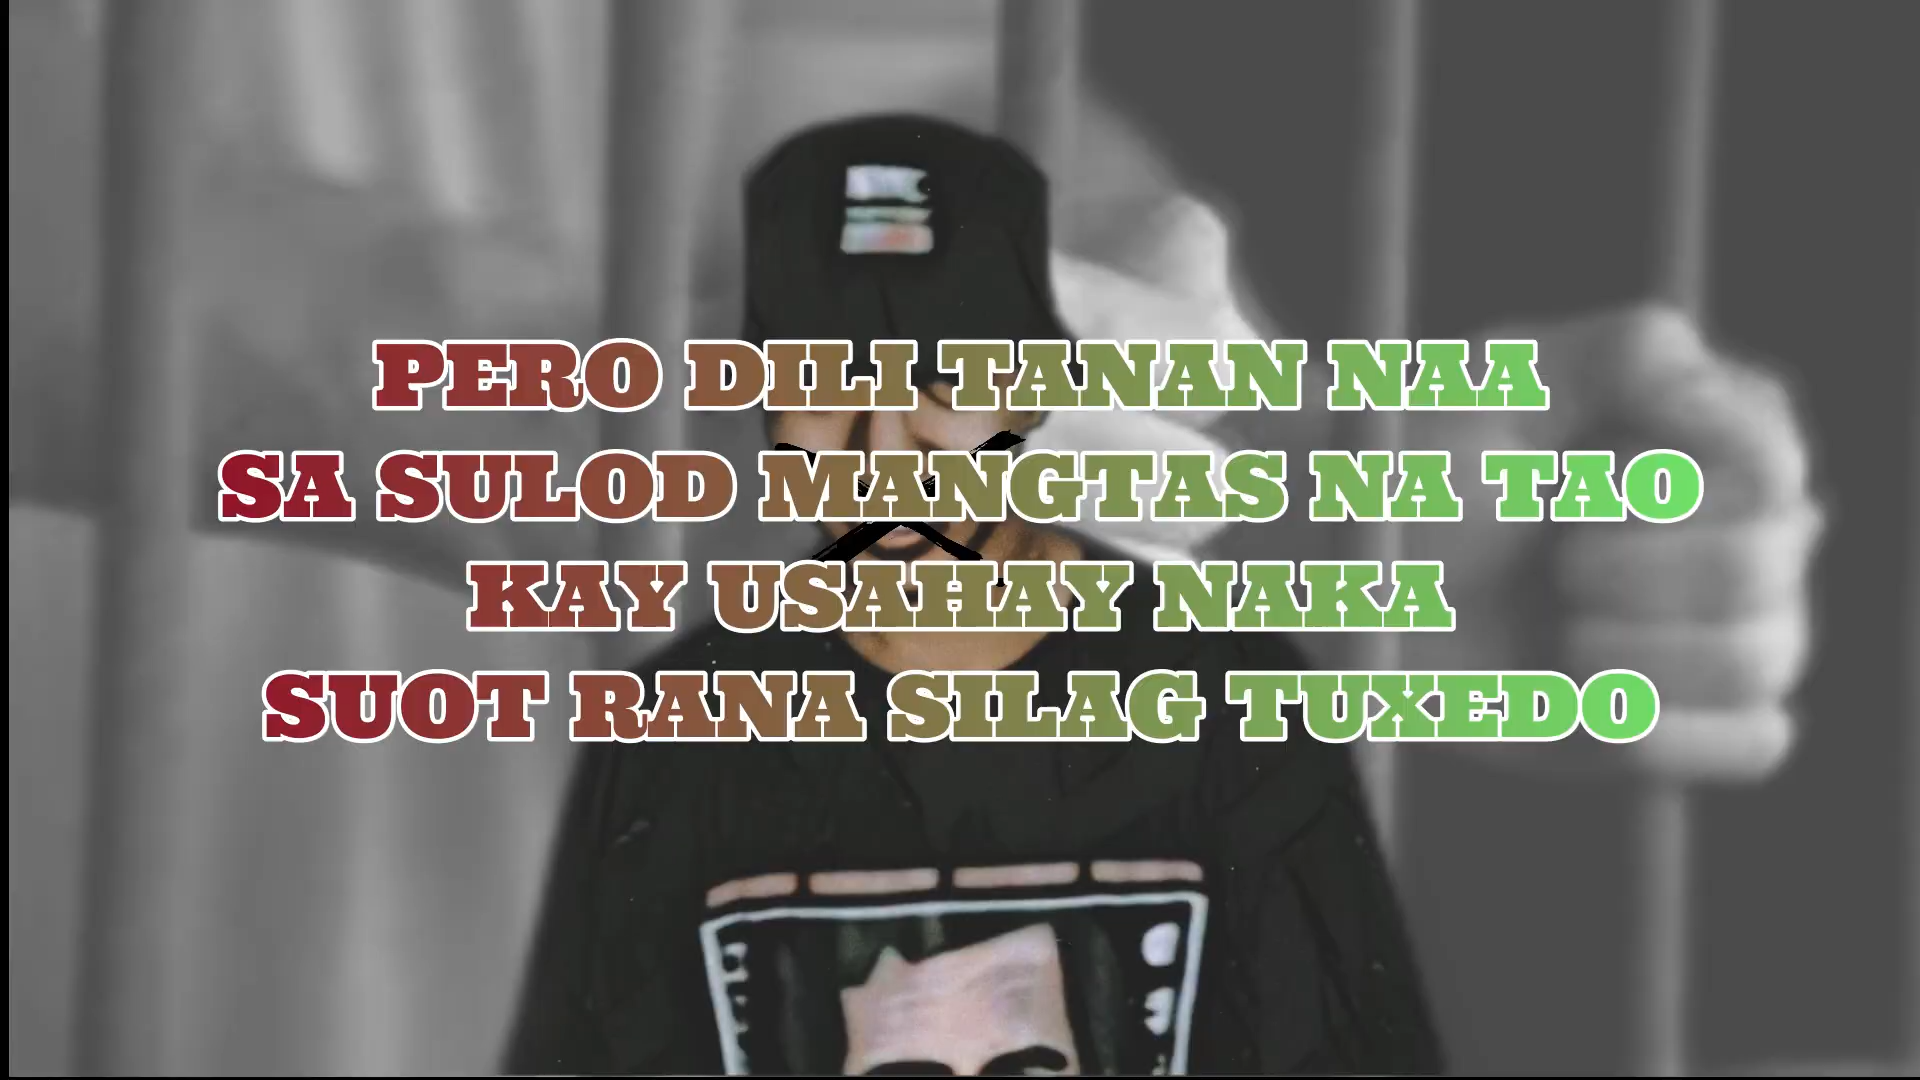 PERO DILI TANAN NAA
SA SULOD MANGTAS NA TAO
KAY USAHAY NAKA
SUOT RANA SILAG TUXEDO